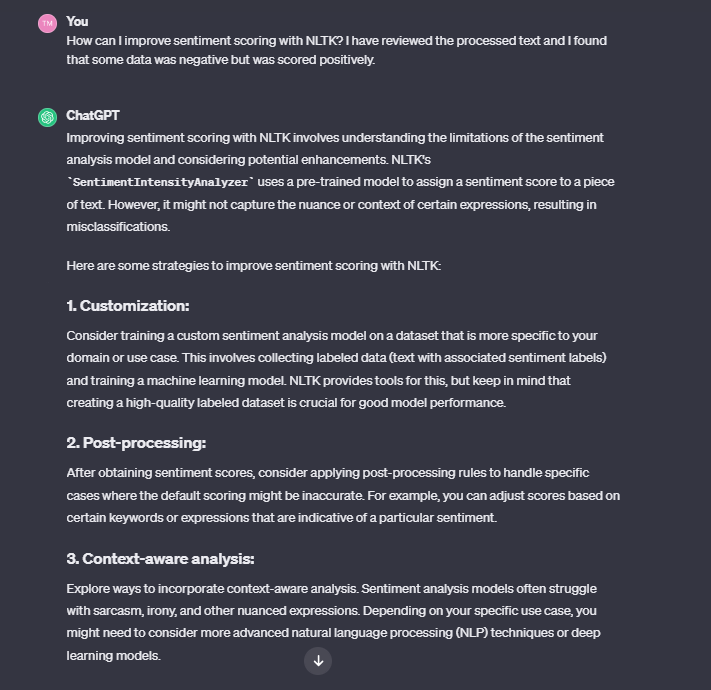 TM
You
How can I improve sentiment scoring with NLTK? I have reviewed the processed text and I found
that some data was negative but was scored positively.
ChatGPT
Improving sentiment scoring with NLTK involves understanding the limitations of the sentiment
analysis model and considering potential enhancements. NLTK's
`SentimentIntensityAnalyzer` uses a pre-trained model to assign a sentiment score to a piece
of text. However, it might not capture the nuance or context of certain expressions, resulting in
misclassifications.
Here are some strategies to improve sentiment scoring with NLTK:
1. Customization:
Consider training a custom sentiment analysis model on a dataset that is more specific to your
domain or use case. This involves collecting labeled data (text with associated sentiment labels)
and training a machine learning model. NLTK provides tools for this, but keep in mind that
creating a high-quality labeled dataset is crucial for good model performance.
2. Post-processing:
After obtaining sentiment scores, consider applying post-processing rules to handle specific
cases where the default scoring might be inaccurate. For example, you can adjust scores based on
certain keywords or expressions that are indicative of a particular sentiment.
3. Context-aware analysis:
Explore ways to incorporate context-aware analysis. Sentiment analysis models often struggle
with sarcasm, irony, and other nuanced expressions. Depending on your specific use case, you
might need to consider more advanced natural language processing (NLP) techniques or deep
learning models.